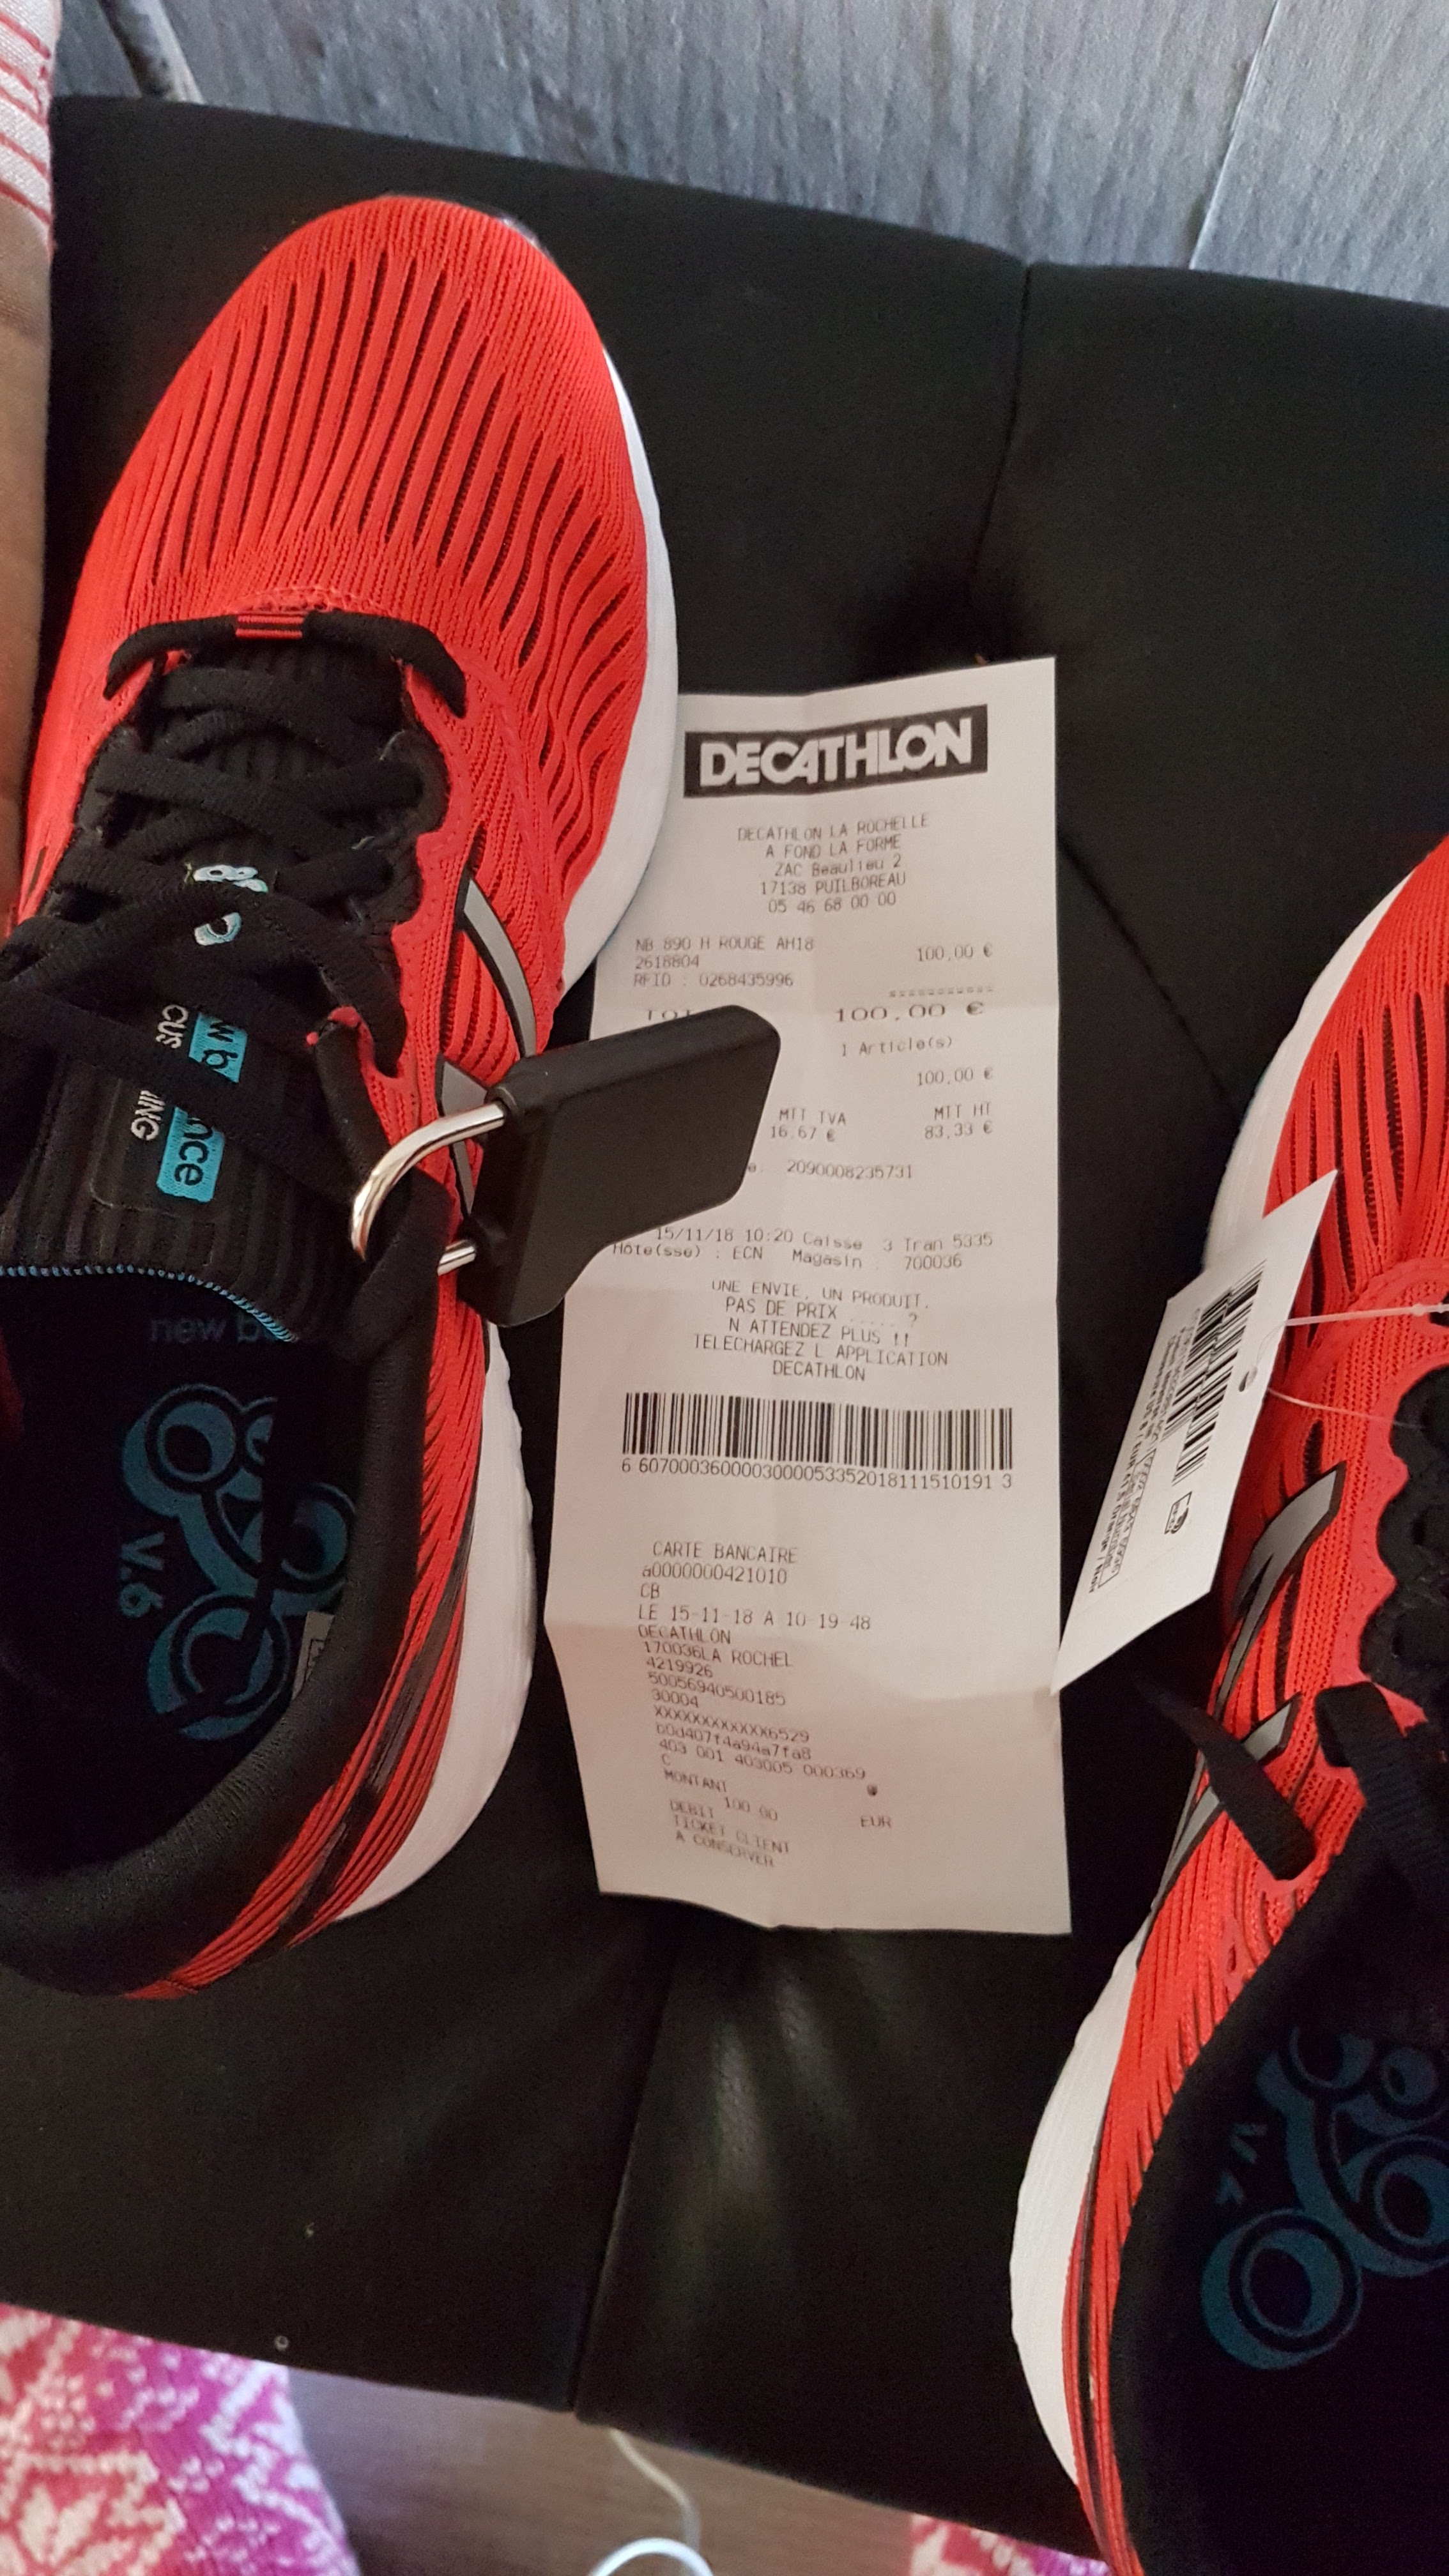 DECATHLON
DECATHLON LA ROCHELLE
A FOND LA FORME
ZAC Beaulieu 2
17138 PUILBOREAU
05 46 68 00 00
NB 890 H ROUGE AH18 100,00 €
2618804
RFID : 0268435996
100,00 €
1 Article(s)
100,00 €
MTT TVA MTT HT
16.67 € 83,33 €
2090008235731
15/11/18 10:20 Caisse 3 Tran 5335
Hôte(sse) : ECN Magasin : 700036
UNE ENVIE, UN PRODUIT,
PAS DE PRIX ..... ?
N ATTENDEZ PLUS !!
TELECHARGEZ L APPLICATION
DECATHLON
6 607000360000300005335201811151019 1 3
CARTE BANCAIRE
a0000000421010
CB
LE 15-11-18 A 10-19-48
DECATHLON
170036LA ROCHEL
4219926
50056940500185
30004
XXXXXXXXXXXX6529
b0d407f4a94a7fa8
403 001 403005 000369
C
MONTANT
100.00 EUR
DEBIT
TICKET CLIENT
A CONSERVER
890
w b nce
CUS ING
new b
V.6